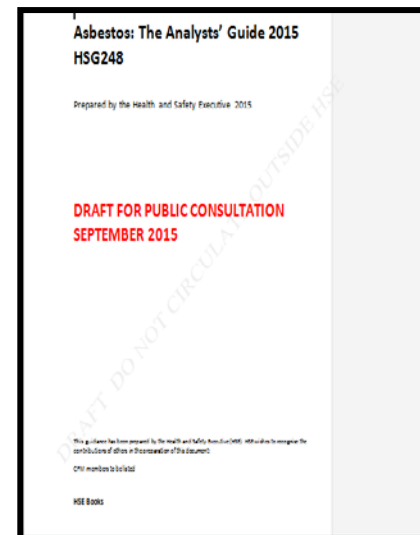 Asbestos: The Analysts' Guide 2015
HSG248
Prepared by the Health and Safety Executive 2015
DRAFT FOR PUBLIC CONSULTATION
SEPTEMBER 2015
DRAFT DO NOT CIRCULATE OUTSIDE HSE
This guidance has been prepared by the Health and Safety Executive (HSE). HSE wishes to recognise the
contributions of others in the preparation of this document
members to be listed
HSE Books